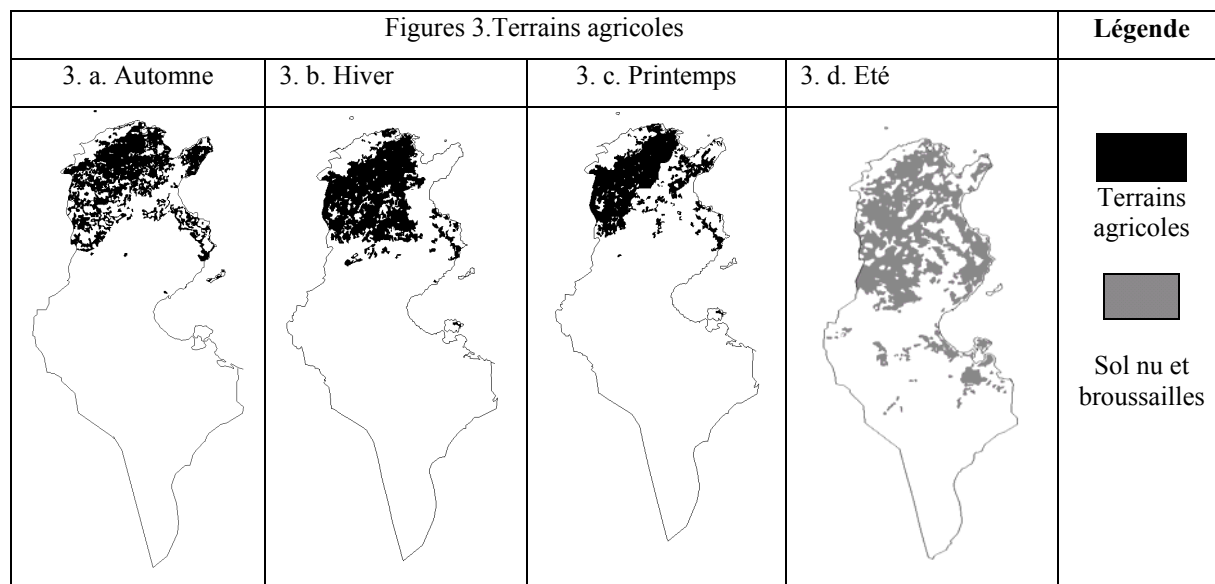 Figures 3.Terrains agricoles
Légende
3. a. Automne
3. b. Hiver
3. c. Printemps
3. d. Eté
Terrains
agricoles
Sol nu et
broussailles